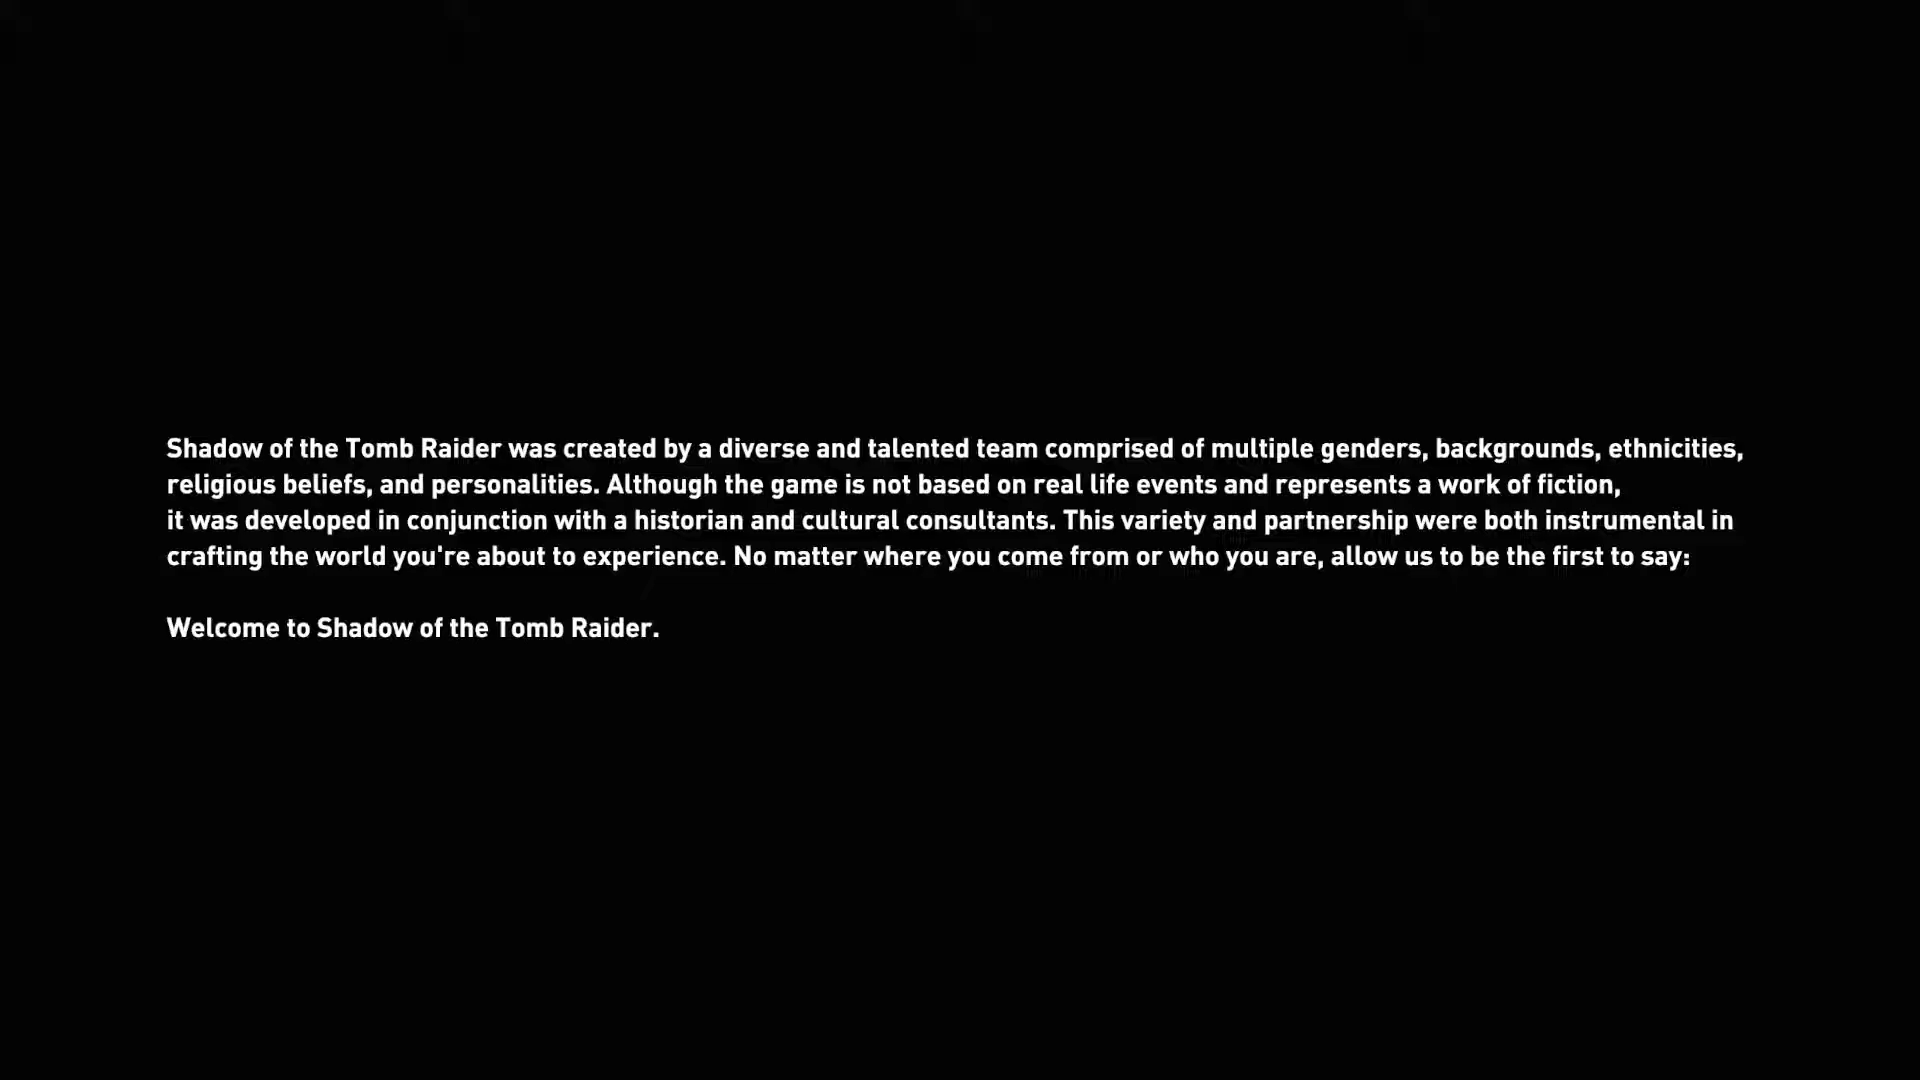 Shadow of the Tomb Raider was created by a diverse and talented team comprised of multiple genders, backgrounds, ethnicities,
religious beliefs, and personalities. Although the game is not based on real life events and represents a work of fiction,
it was developed in conjunction with a historian and cultural consultants. This variety and partnership were both instrumental in
crafting the world you're about to experience. No matter where you come from or who you are, allow us to be the first to say:
Welcome to Shadow of the Tomb Raider.